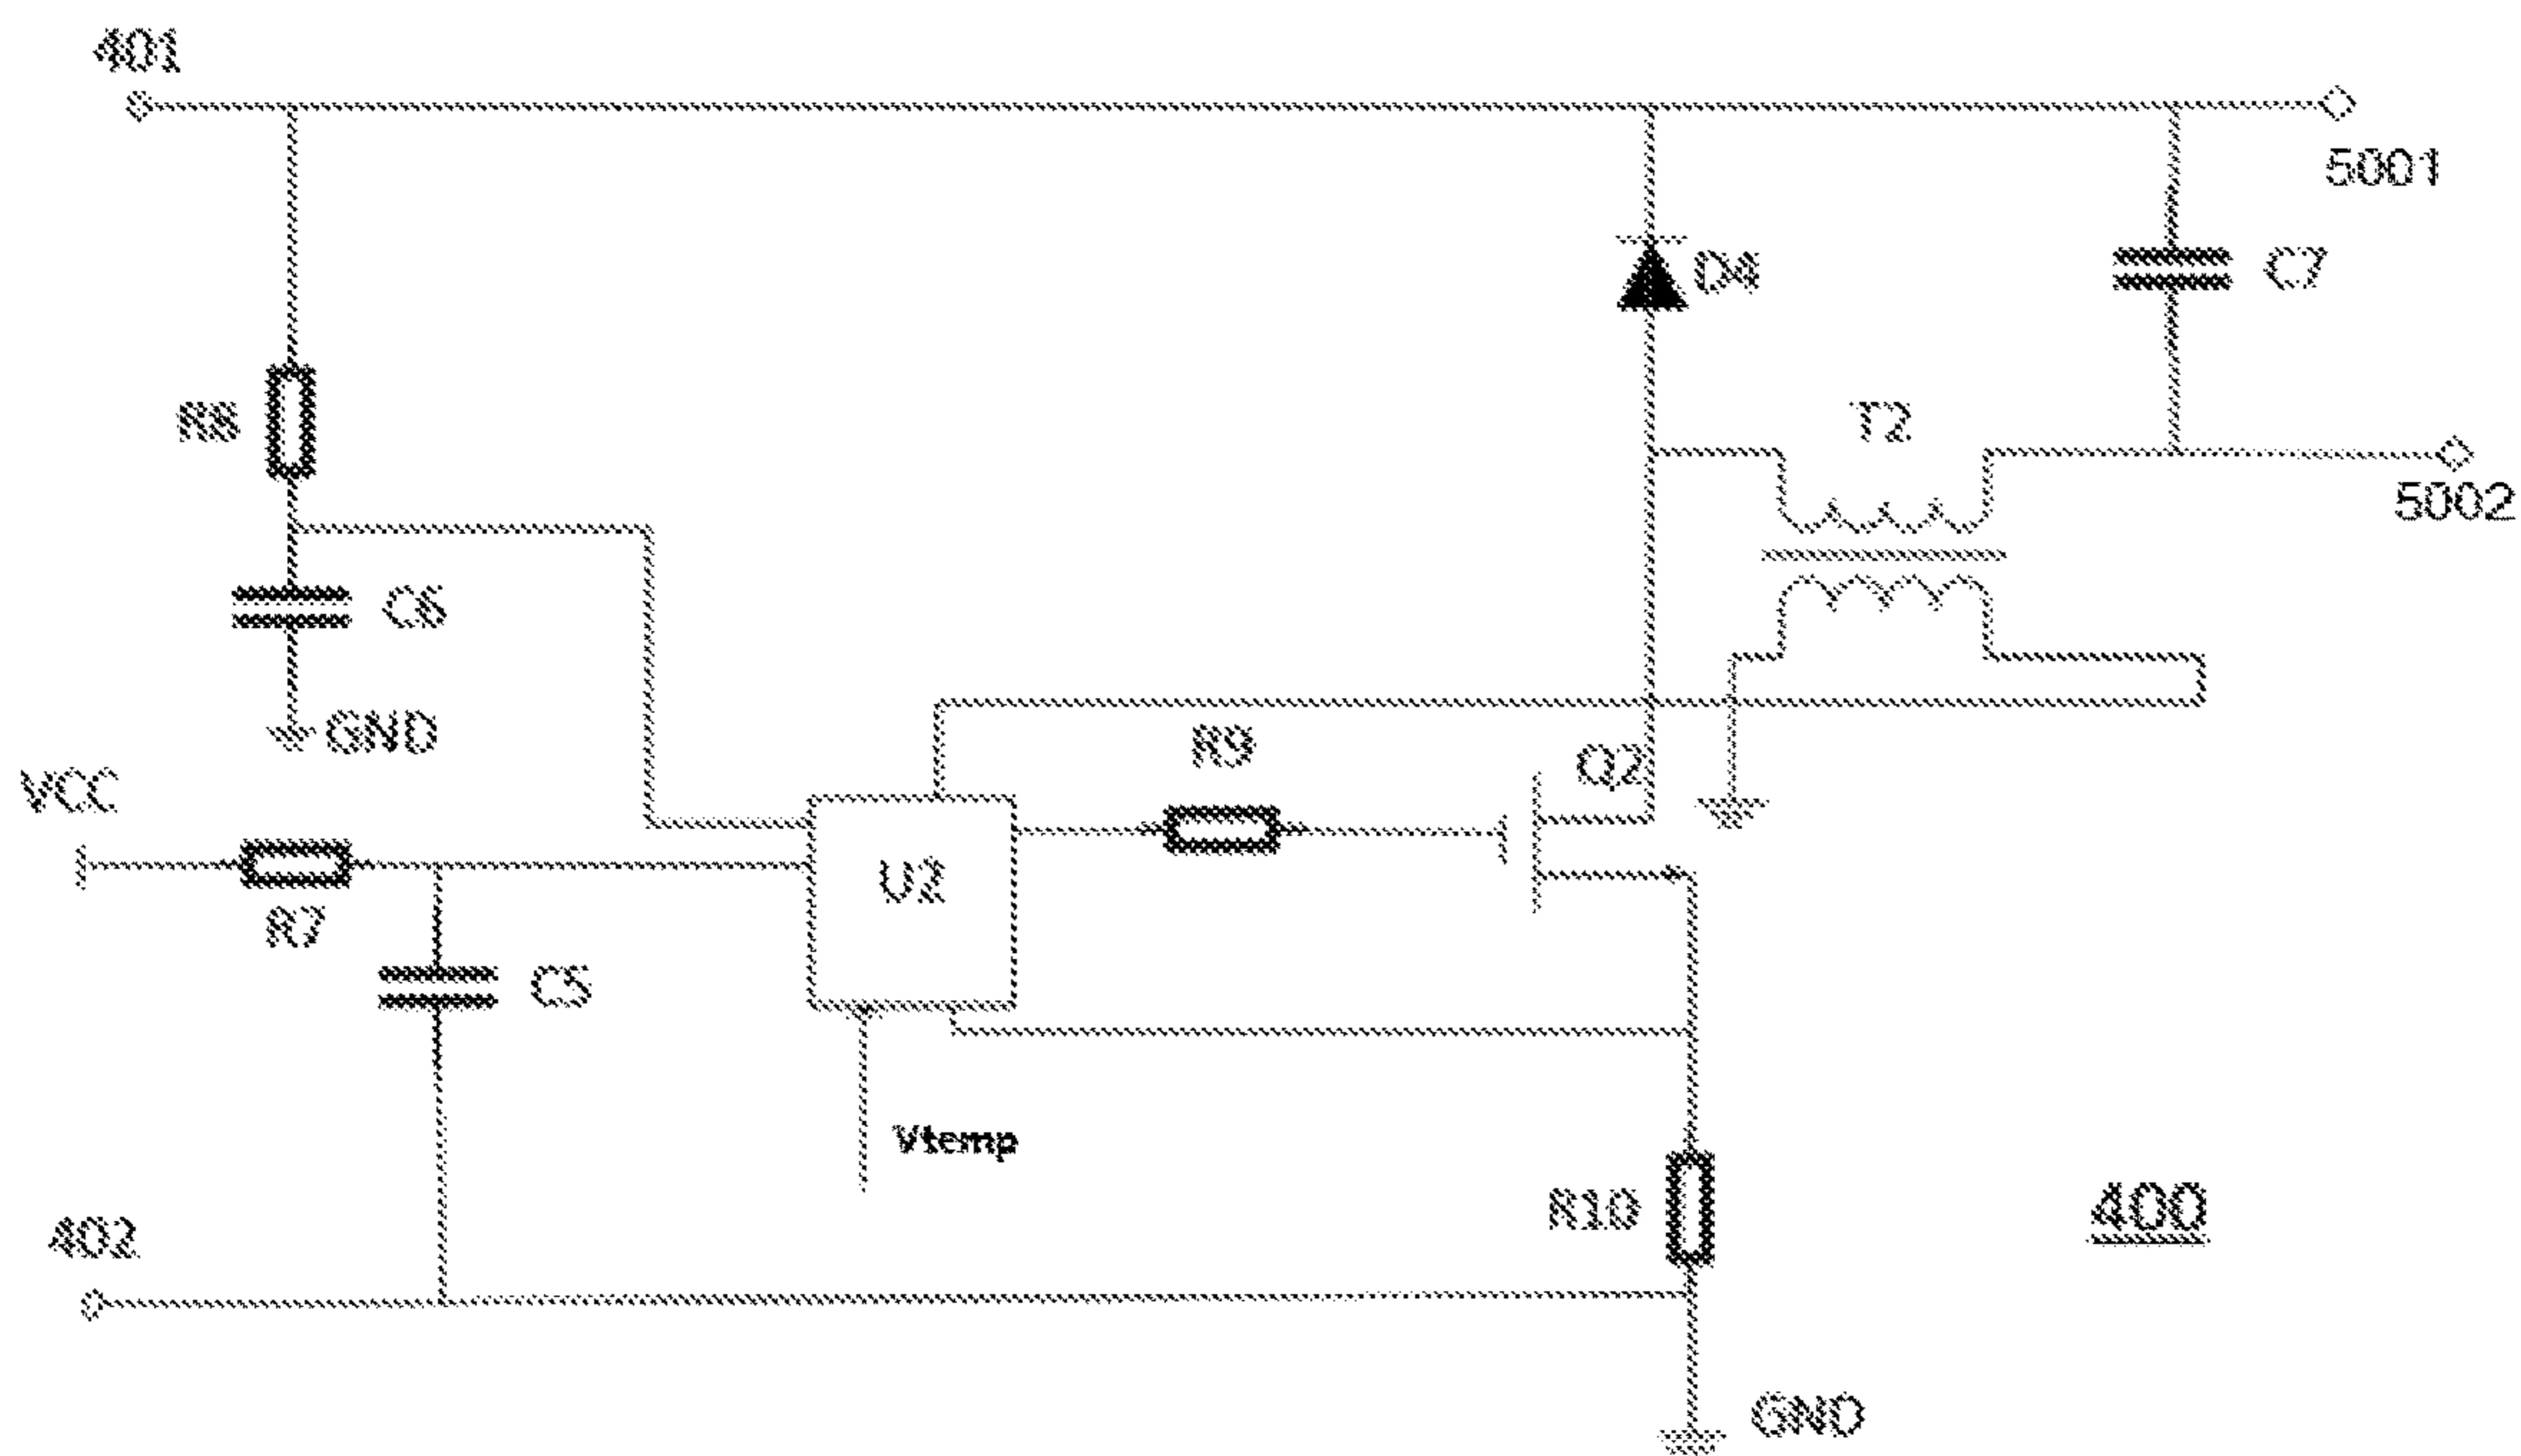 401
5001
D4
C7
R8
T2
5002
C6
GND
R9
Q2
VCC
U2
R7
C5
Vtemp
R10
400
402
GND